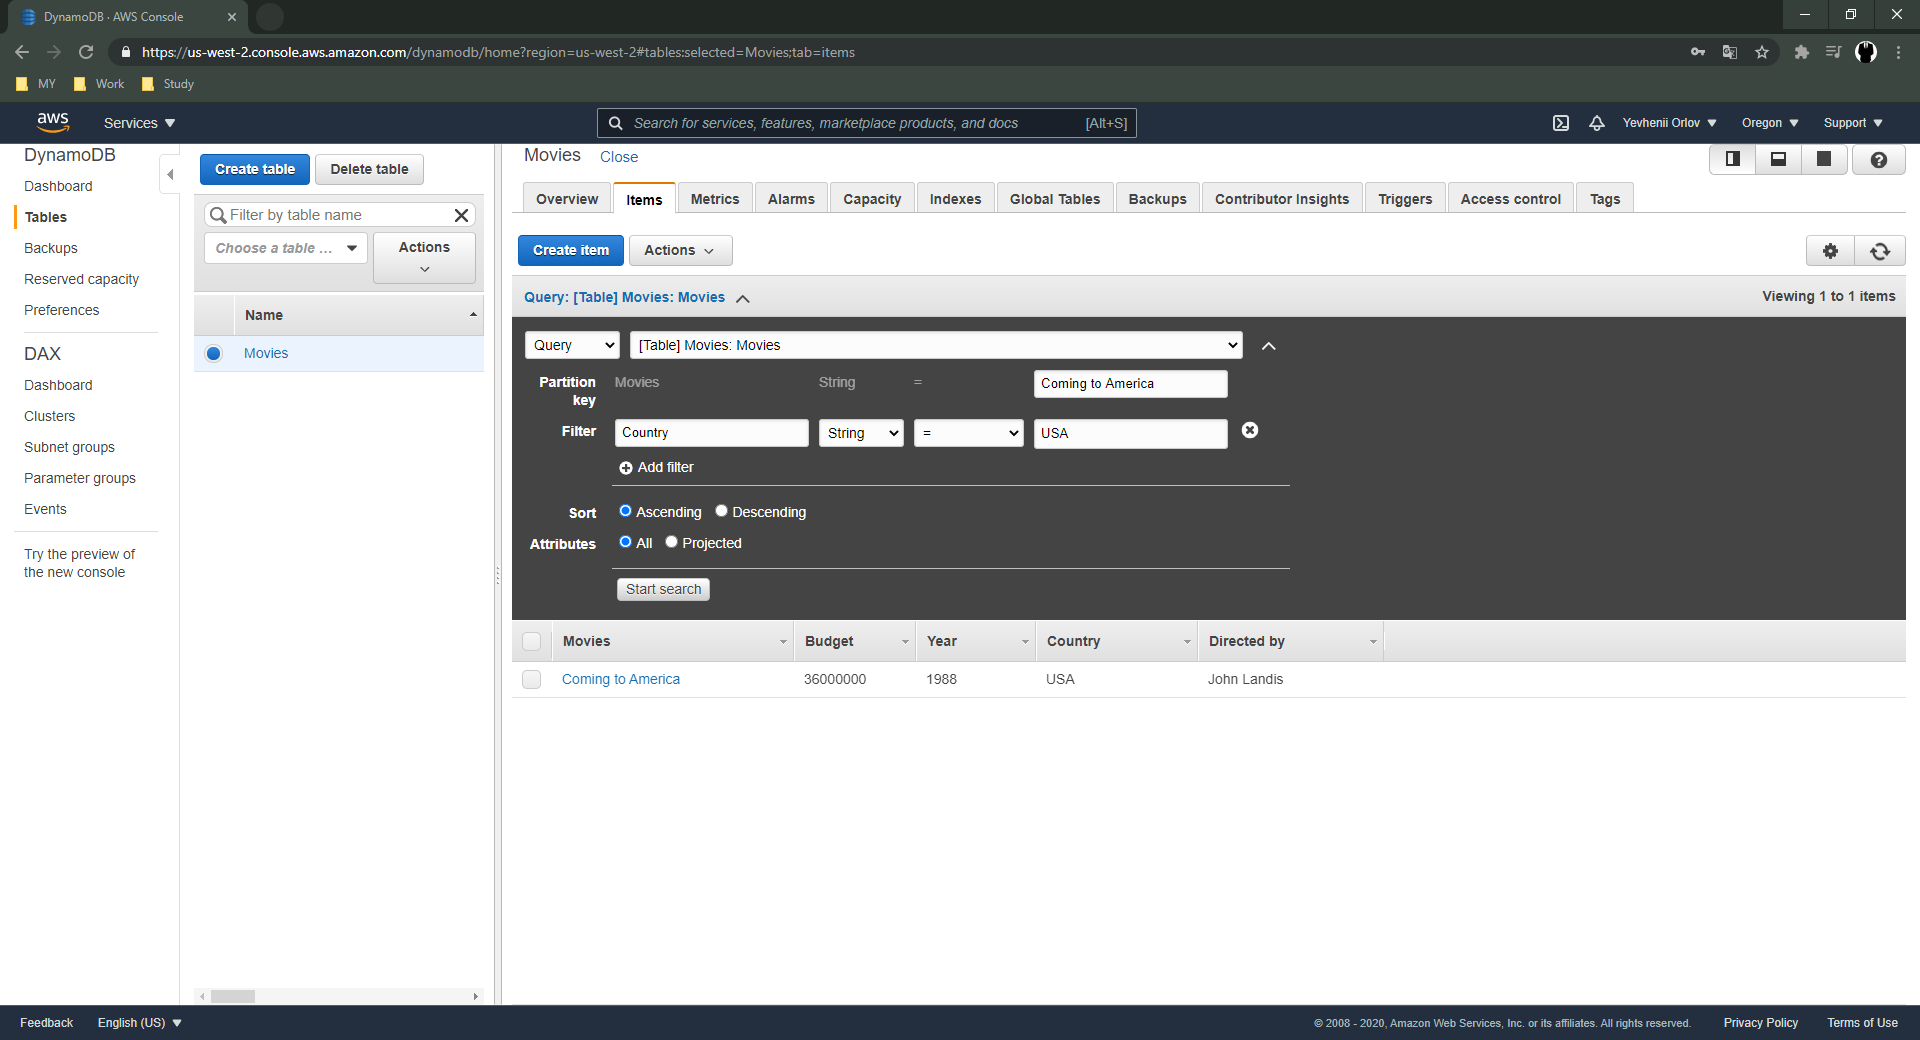 DynamoDB · AWS Console
https://us-west-2.console.aws.amazon.com/dynamodb/home?region=us-west-2#tables:selected=Movies;tab=items
MY Work Study
aws Services Search for services, features, marketplace products, and docs [Alt+S] Yevhenii Orlov Oregon Support
DynamoDB
Dashboard
Tables
Backups
Reserved capacity
Preferences
DAX
Dashboard
Clusters
Subnet groups
Parameter groups
Events
Try the preview of
the new console
Create table Delete table
Filter by table name
Choose a table ... Actions
Name
Movies
Movies Close
Overview Items Metrics Alarms Capacity Indexes Global Tables Backups Contributor Insights Triggers Access control Tags
Create item Actions
Query: [Table] Movies: Movies Viewing 1 to 1 items
Query [Table] Movies: Movies
Partition
key Movies String = Coming to America
Filter Country String = USA
Add filter
Sort Ascending Descending
Attributes All Projected
Start search
Movies Budget Year Country Directed by
Coming to America 36000000 1988 USA John Landis
Feedback English (US) © 2008 - 2020, Amazon Web Services, Inc. or its affiliates. All rights reserved. Privacy Policy Terms of Use